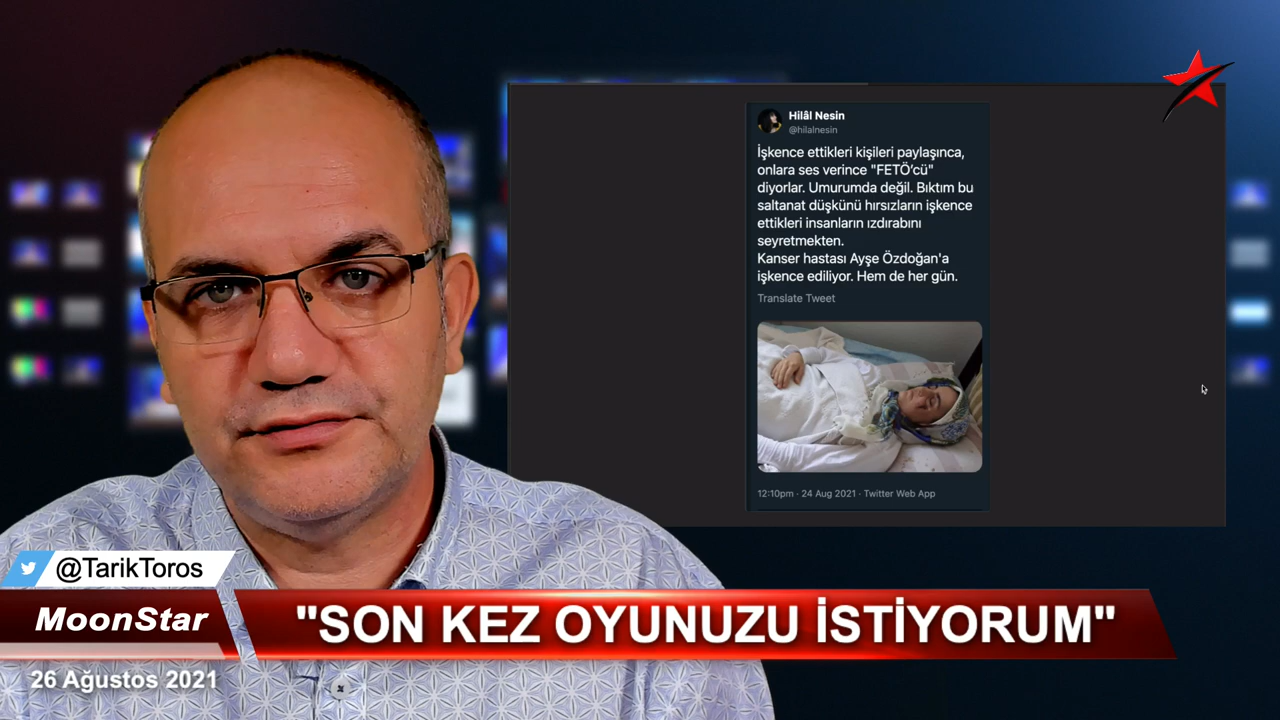 Hilâl Nesin
@hilalnesin
İşkence ettikleri kişileri paylaşınca,
onlara ses verince "FETÖ'cü"
diyorlar. Umurumda değil. Bıktım bu
saltanat düşkünü hırsızların işkence
ettikleri insanların ızdırabını
seyretmekten.
Kanser hastası Ayşe Özdoğan'a
işkence ediliyor. Hem de her gün.
Translate Tweet
12:10pm · 24 Aug 2021 · Twitter Web App
@TarikToros
MoonStar
"SON KEZ OYUNUZU İSTİYORUM"
26 Ağustos 2021